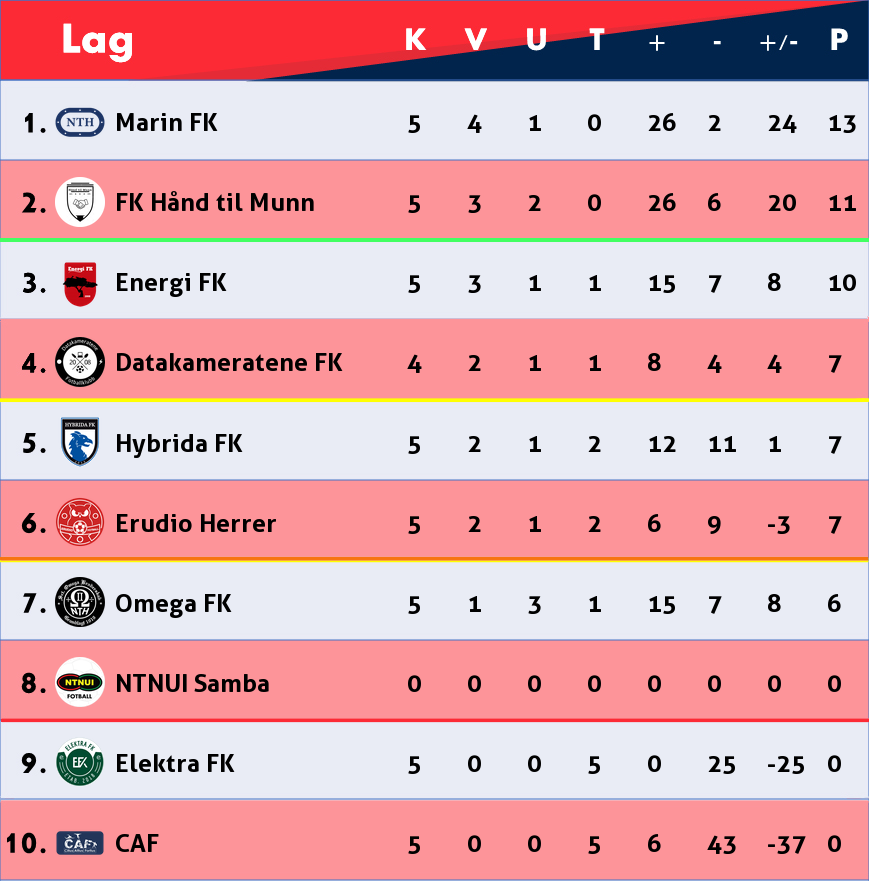 Lag K V U T + - +/- P
1. NTH Marin FK 5 4 1 0 26 2 24 13
2. FK Hånd til Munn 5 3 2 0 26 6 20 11
3. Energi FK Energi FK 5 3 1 1 15 7 8 10
4. Datakameratene 2008 Fotballklubb Datakameratene FK 4 2 1 1 8 4 4 7
5. HYBRIDA FK Hybrida FK 5 2 1 2 12 11 1 7
6. Erudio Herrer 5 2 1 2 6 9 -3 7
7. Ω NTH Omega FK 5 1 3 1 15 7 8 6
8. NTNUI FOTBALL NTNUI Samba 0 0 0 0 0 0 0 0
9. ELEKTRA FK EFK ETAB. 2014 Elektra FK 5 0 0 5 0 25 -25 0
10. CAF CAF 5 0 0 5 6 43 -37 0